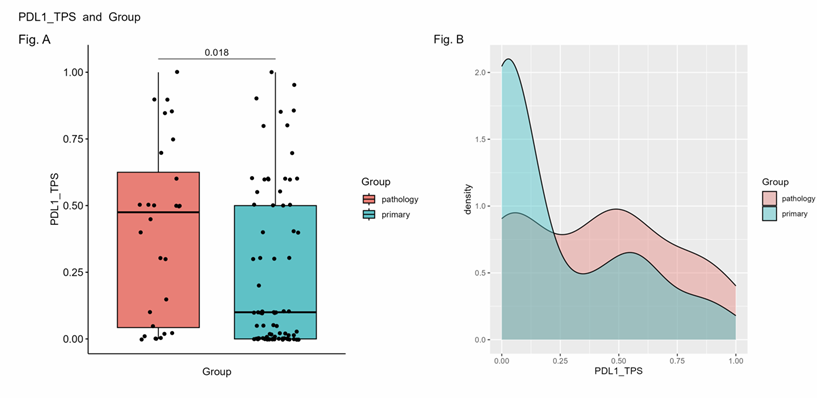 PDL1_TPS and Group
Fig. A
Fig. B
0.018
1.00
0.75
0.50
0.25
0.00
PDL1_TPS
Group
Group
pathology
primary
2.0
1.5
1.0
0.5
0.0
density
0.00 0.25 0.50 0.75 1.00
PDL1_TPS
Group
pathology
primary